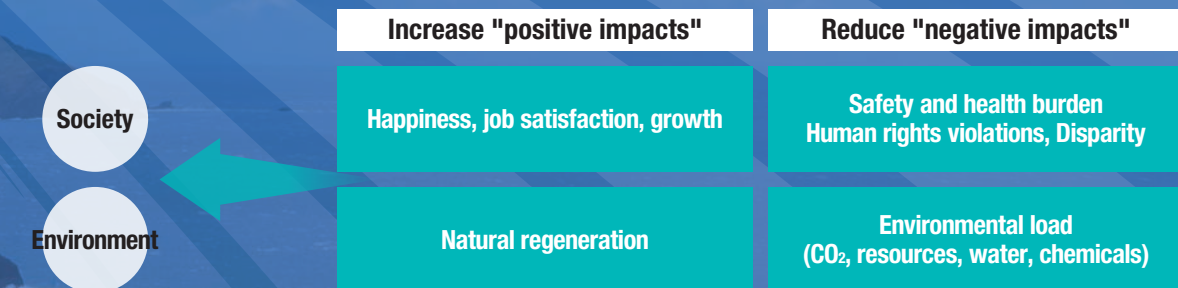 Increase "positive impacts"
Reduce "negative impacts"
Society
Happiness, job satisfaction, growth
Safety and health burden
Human rights violations, Disparity
Environment
Natural regeneration
Environmental load
(CO₂, resources, water, chemicals)